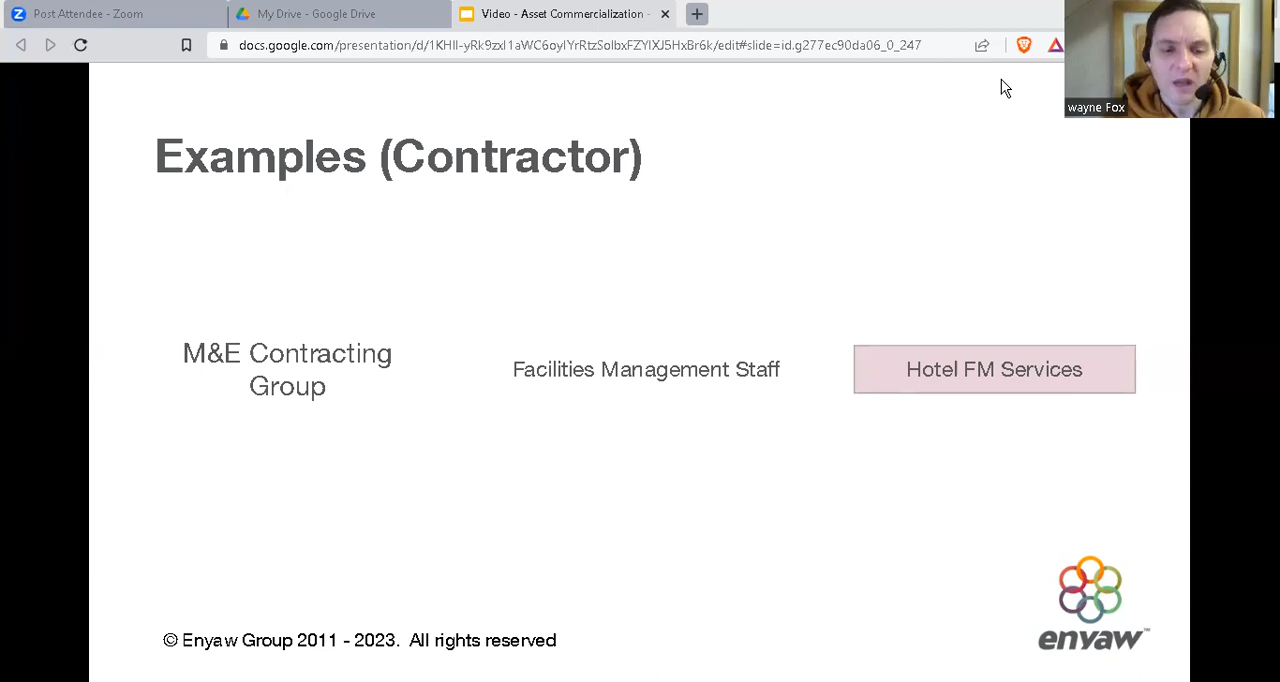 Post Attendee - Zoom
My Drive - Google Drive
Video - Asset Commercialization -
docs.google.com/presentation/d/1KHIl-yRk9zxI1aWC6oylYrRtzSolbxFZYlXJ5HxBr6k/edit#slide=id.g277ec90da06_0_247
wayne Fox
Examples (Contractor)
M&E Contracting
Group
Facilities Management Staff
Hotel FM Services
© Enyaw Group 2011 - 2023. All rights reserved
enyaw™